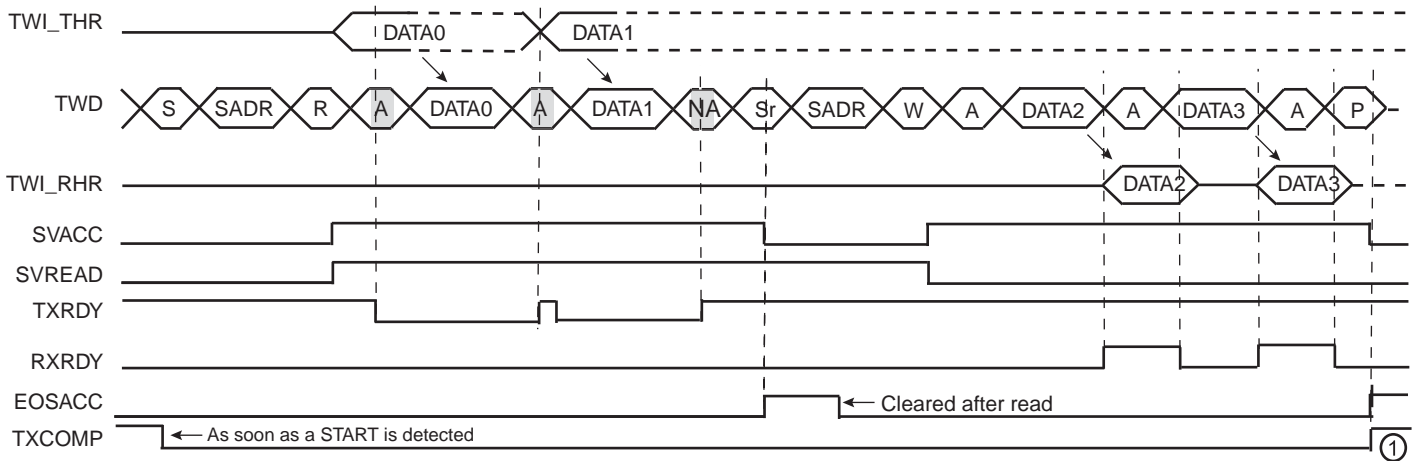 TWI_THR DATA0 DATA1
TWD S SADR R A DATA0 A DATA1 NA Sr SADR W A DATA2 A DATA3 A P
TWI_RHR DATA2 DATA3
SVACC
SVREAD
TXRDY
RXRDY
EOSACC Cleared after read
TXCOMP As soon as a START is detected 1